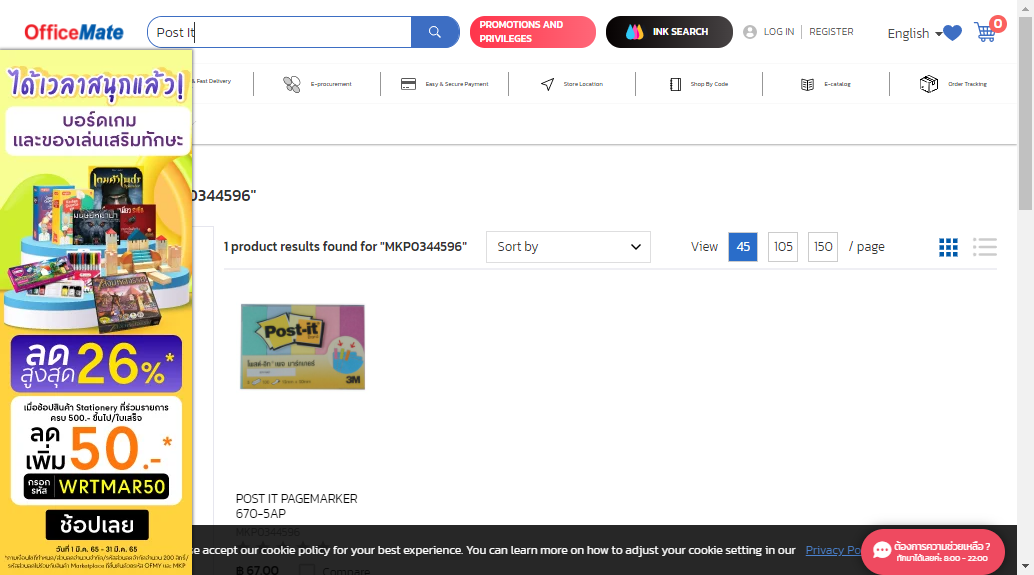 OfficeMate
Post It
PROMOTIONS AND
PRIVILEGES
INK SEARCH
LOG IN
REGISTER
English
0
& Fast Delivery
E-procurement
Easy & Secure Payment
Store Location
Shop By Code
E-catalog
Order Tracking
ได้เวลาสนุกแล้ว!
บอร์ดเกม
และของเล่นเสริมทักษะ
ลด
สูงสุด 26%*
เมื่อช้อปสินค้า Stationery ที่ร่วมรายการ
ครบ 500.- ขึ้นไป/ใบเสร็จ
ลด
เพิ่ม 50.-*
กรอก
รหัส WRTMAR50
ช้อปเลย
วันที่ 1 มี.ค. 65 - 31 มี.ค. 65
0344596"
1 product results found for "MKP0344596"
Sort by
View 45 105 150 / page
Post-it
3M
POST IT PAGEMARKER
670-5AP
MKP0344596
e accept our cookie policy for your best experience. You can learn more on how to adjust your cookie setting in our Privacy Po
฿ 67.00
Compare
ต้องการความช่วยเหลือ ?
ทักมาได้เลยค่ะ 8:00 - 22:00